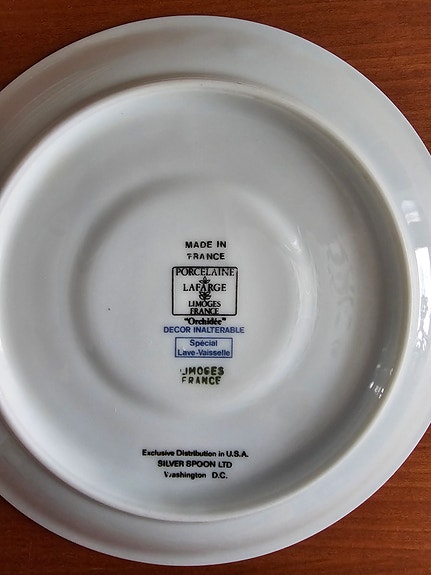 MADE IN
FRANCE
PORCELAINE
LAFARGE
LIMOGES
FRANCE
"Orchidée"
DECOR INALTERABLE
Spécial
Lave-Vaisselle
LIMOGES
FRANCE
Exclusive Distribution in U.S.A.
SILVER SPOON LTD
Washington D.C.